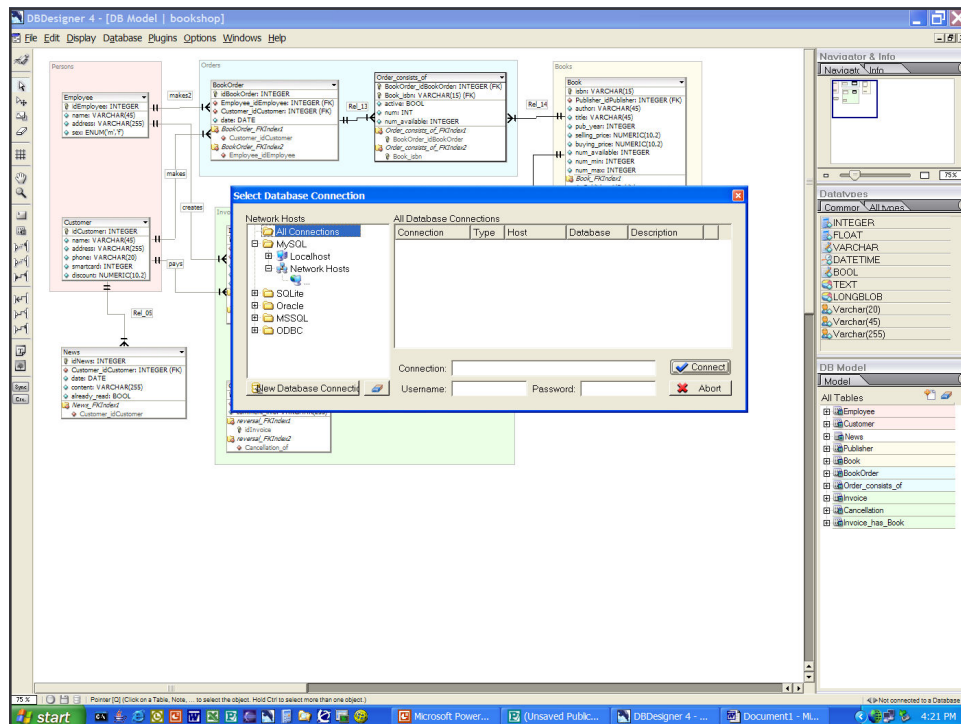 DBDesigner 4 - [DB Model | bookshop]
File Edit Display Database Plugins Options Windows Help
Persons
Employee
idEmployee: INTEGER
name: VARCHAR(45)
address: VARCHAR(255)
sex: ENUM('m','f')
makes2
makes
creates
pays
Customer
idCustomer: INTEGER
name: VARCHAR(45)
address: VARCHAR(255)
phone: VARCHAR(20)
smartcard: INTEGER
discount: NUMERIC(10,2)
Rel_05
News
idNews: INTEGER
Customer_idCustomer: INTEGER (FK)
date: DATE
content: VARCHAR(255)
already_read: BOOL
News_FKIndex1
Customer_idCustomer
Orders
BookOrder
idBookOrder: INTEGER
Employee_idEmployee: INTEGER (FK)
Customer_idCustomer: INTEGER (FK)
date: DATE
BookOrder_FKIndex1
Customer_idCustomer
BookOrder_FKIndex2
Employee_idEmployee
Rel_13
Order_consists_of
BookOrder_idBookOrder: INTEGER (FK)
Book_isbn: VARCHAR(15) (FK)
active: BOOL
num: INT
num_available: INTEGER
Order_consists_of_FKIndex1
BookOrder_idBookOrder
Order_consists_of_FKIndex2
Book_isbn
Rel_14
Books
Book
isbn: VARCHAR(15)
Publisher_idPublisher: INTEGER (FK)
author: VARCHAR(45)
title: VARCHAR(45)
pub_year: INTEGER
selling_price: NUMERIC(10,2)
buying_price: NUMERIC(10,2)
num_available: INTEGER
num_min: INTEGER
num_max: INTEGER
Book_FKIndex1
reversal_FKIndex1
idInvoice
reversal_FKIndex2
Cancellation_of
Select Database Connection
Network Hosts
All Connections
MySQL
Localhost
Network Hosts
...
SQLite
Oracle
MSSQL
ODBC
New Database Connectic
All Database Connections
Connection Type Host Database Description
Connection:
Username: Password:
Connect
Abort
Navigator & Info
Navigatr Info
75%
Datatypes
Common All types
INTEGER
FLOAT
VARCHAR
DATETIME
BOOL
TEXT
LONGBLOB
Varchar(20)
Varchar(45)
Varchar(255)
DB Model
Model
All Tables
Employee
Customer
News
Publisher
Book
BookOrder
Order_consists_of
Invoice
Cancellation
Invoice_has_Book
Sync
75 % Pointer [Q] (Click on a Table, Note, ... to select the object. Hold Ctrl to select more than one object.)
Not connected to a Database
start
Microsoft Power...
(Unsaved Public...
DBDesigner 4 - ...
Document1 - Mi...
4:21 PM